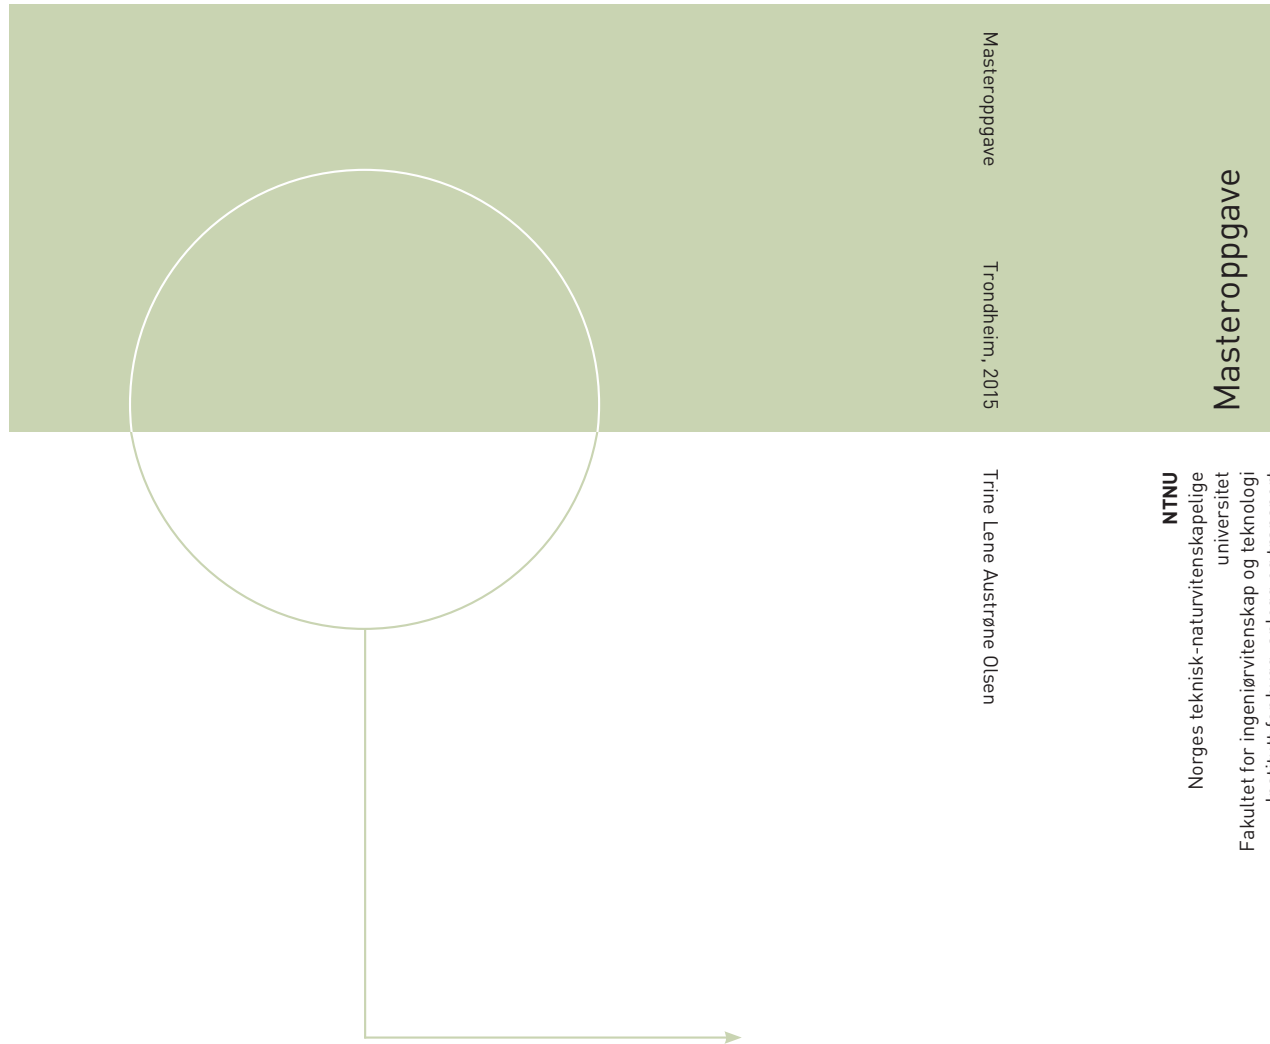 Masteroppgave
Trondheim, 2015
Trine Lene Austrøne Olsen
Masteroppgave
NTNU
Norges teknisk-naturvitenskapelige
universitet
Fakultet for ingeniørvitenskap og teknologi